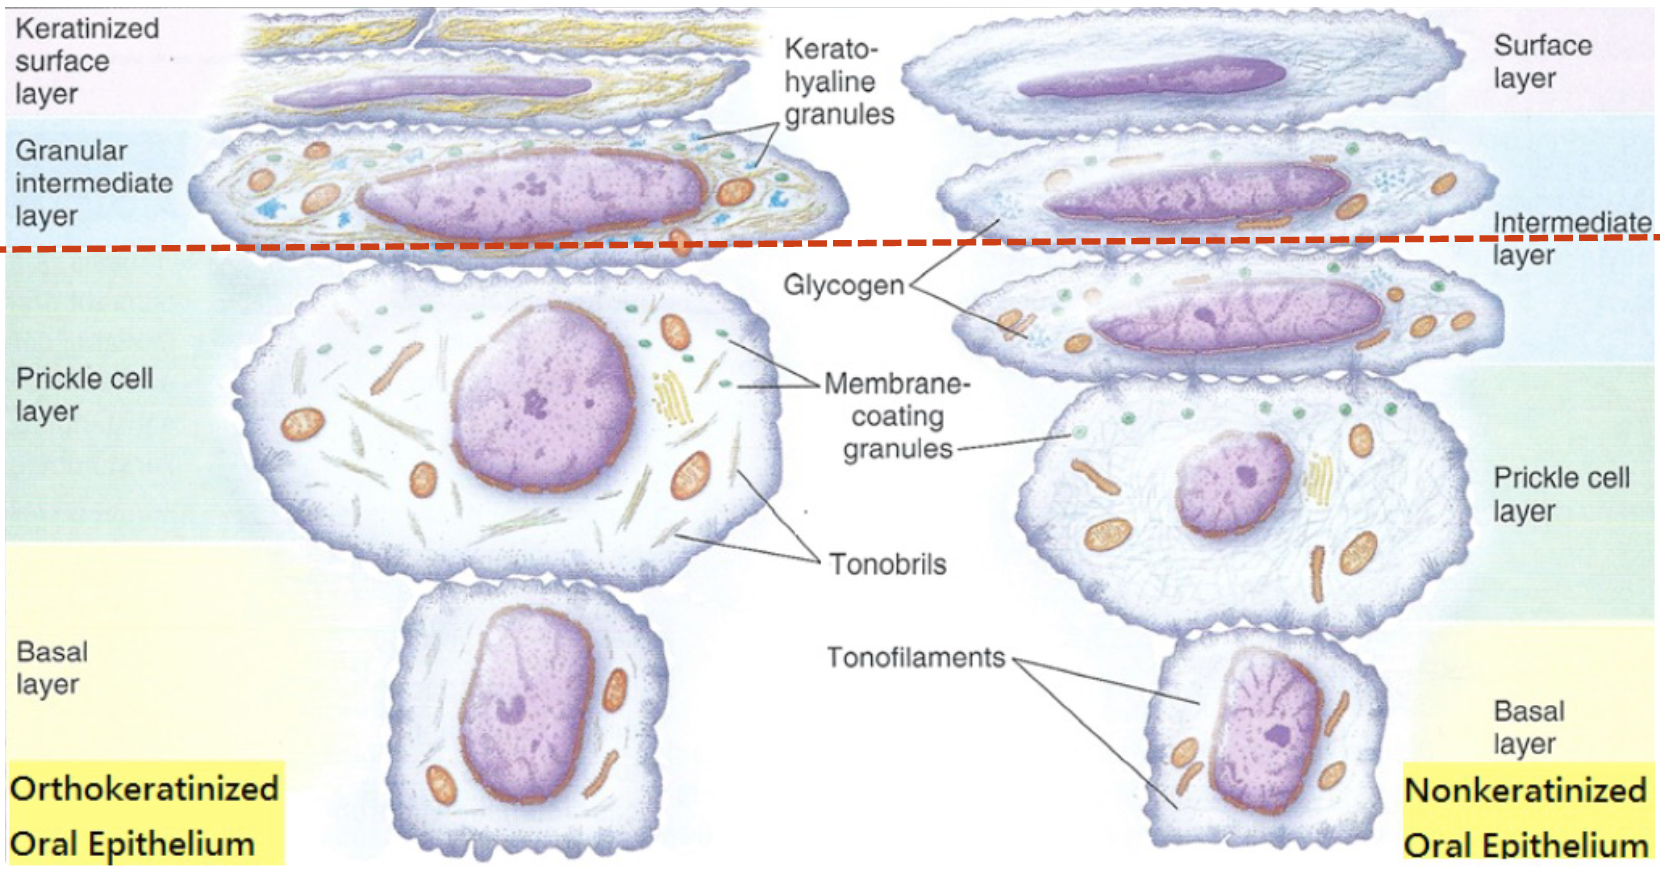 Keratinized
surface
layer
Granular
intermediate
layer
Prickle cell
layer
Basal
layer
Orthokeratinized
Oral Epithelium
Kerato-
hyaline
granules
Glycogen
Membrane-
coating
granules
Tonobrils
Tonofilaments
Surface
layer
Intermediate
layer
Prickle cell
layer
Basal
layer
Nonkeratinized
Oral Epithelium